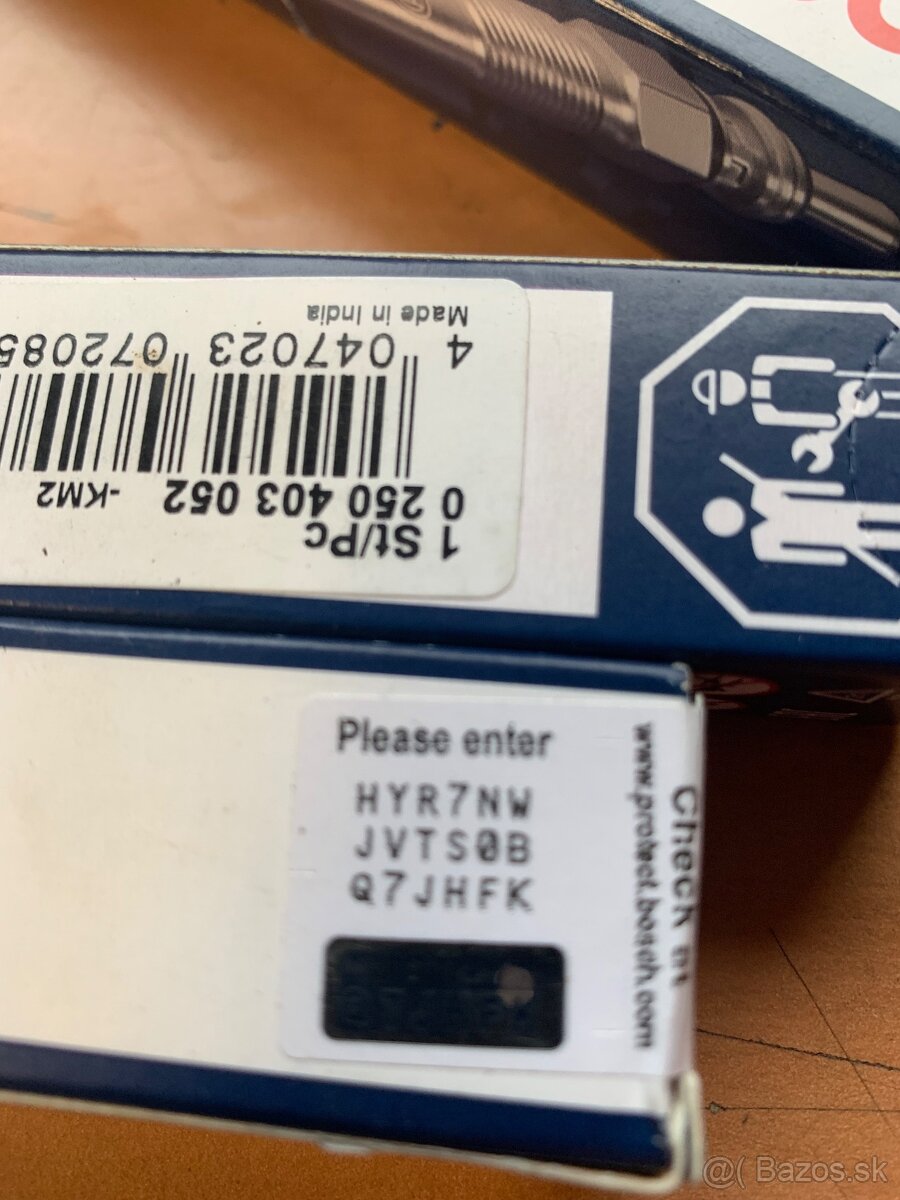 1 St/Pc
0 250 403 052 -KM2
4 047023 072085
Made in India
Please enter
HYR7NW
JVTS0B
Q7JHFK
Check at
www.protect.bosch.com
@( Bazos.sk